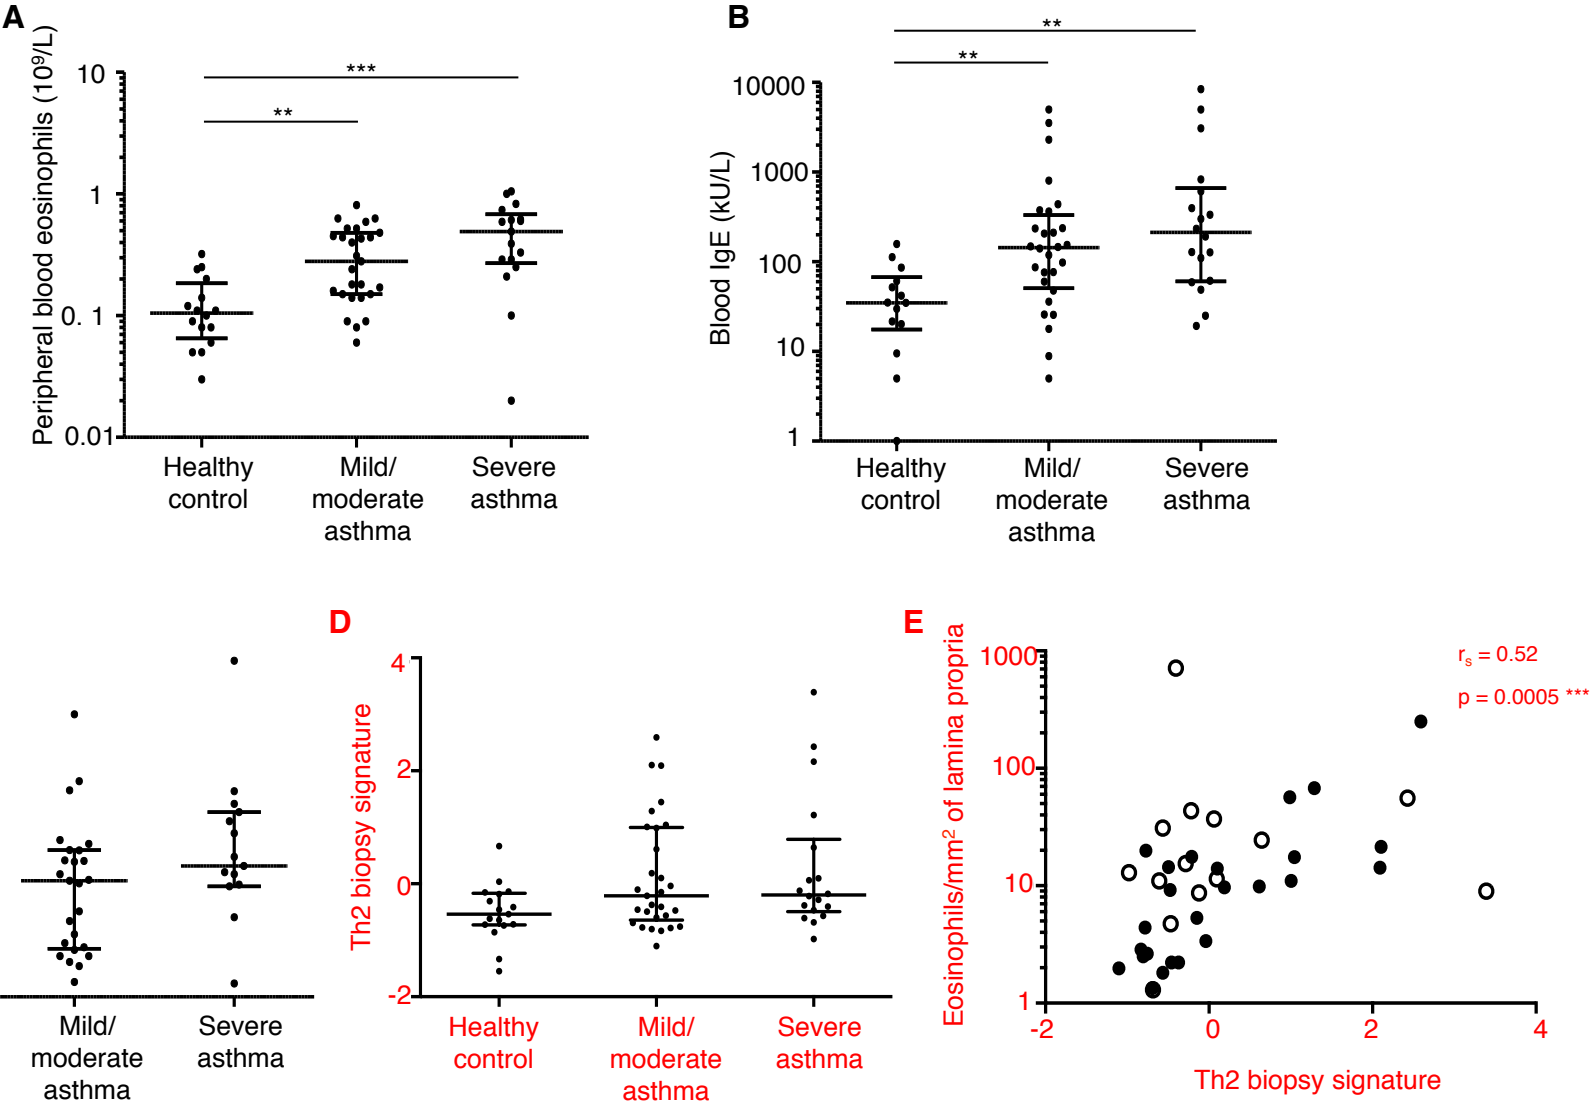 A
Peripheral blood eosinophils (10⁹/L)
10
1
0. 1
0.01
***
**
Healthy
control
Mild/
moderate
asthma
Severe
asthma
B
Blood IgE (kU/L)
10000
1000
100
10
1
**
**
Healthy
control
Mild/
moderate
asthma
Severe
asthma
Mild/
moderate
asthma
Severe
asthma
D
Th2 biopsy signature
4
2
0
-2
Healthy
control
Mild/
moderate
asthma
Severe
asthma
E
Eosinophils/mm² of lamina propria
1000
100
10
1
rₛ = 0.52
p = 0.0005 ***
-2
0
2
4
Th2 biopsy signature